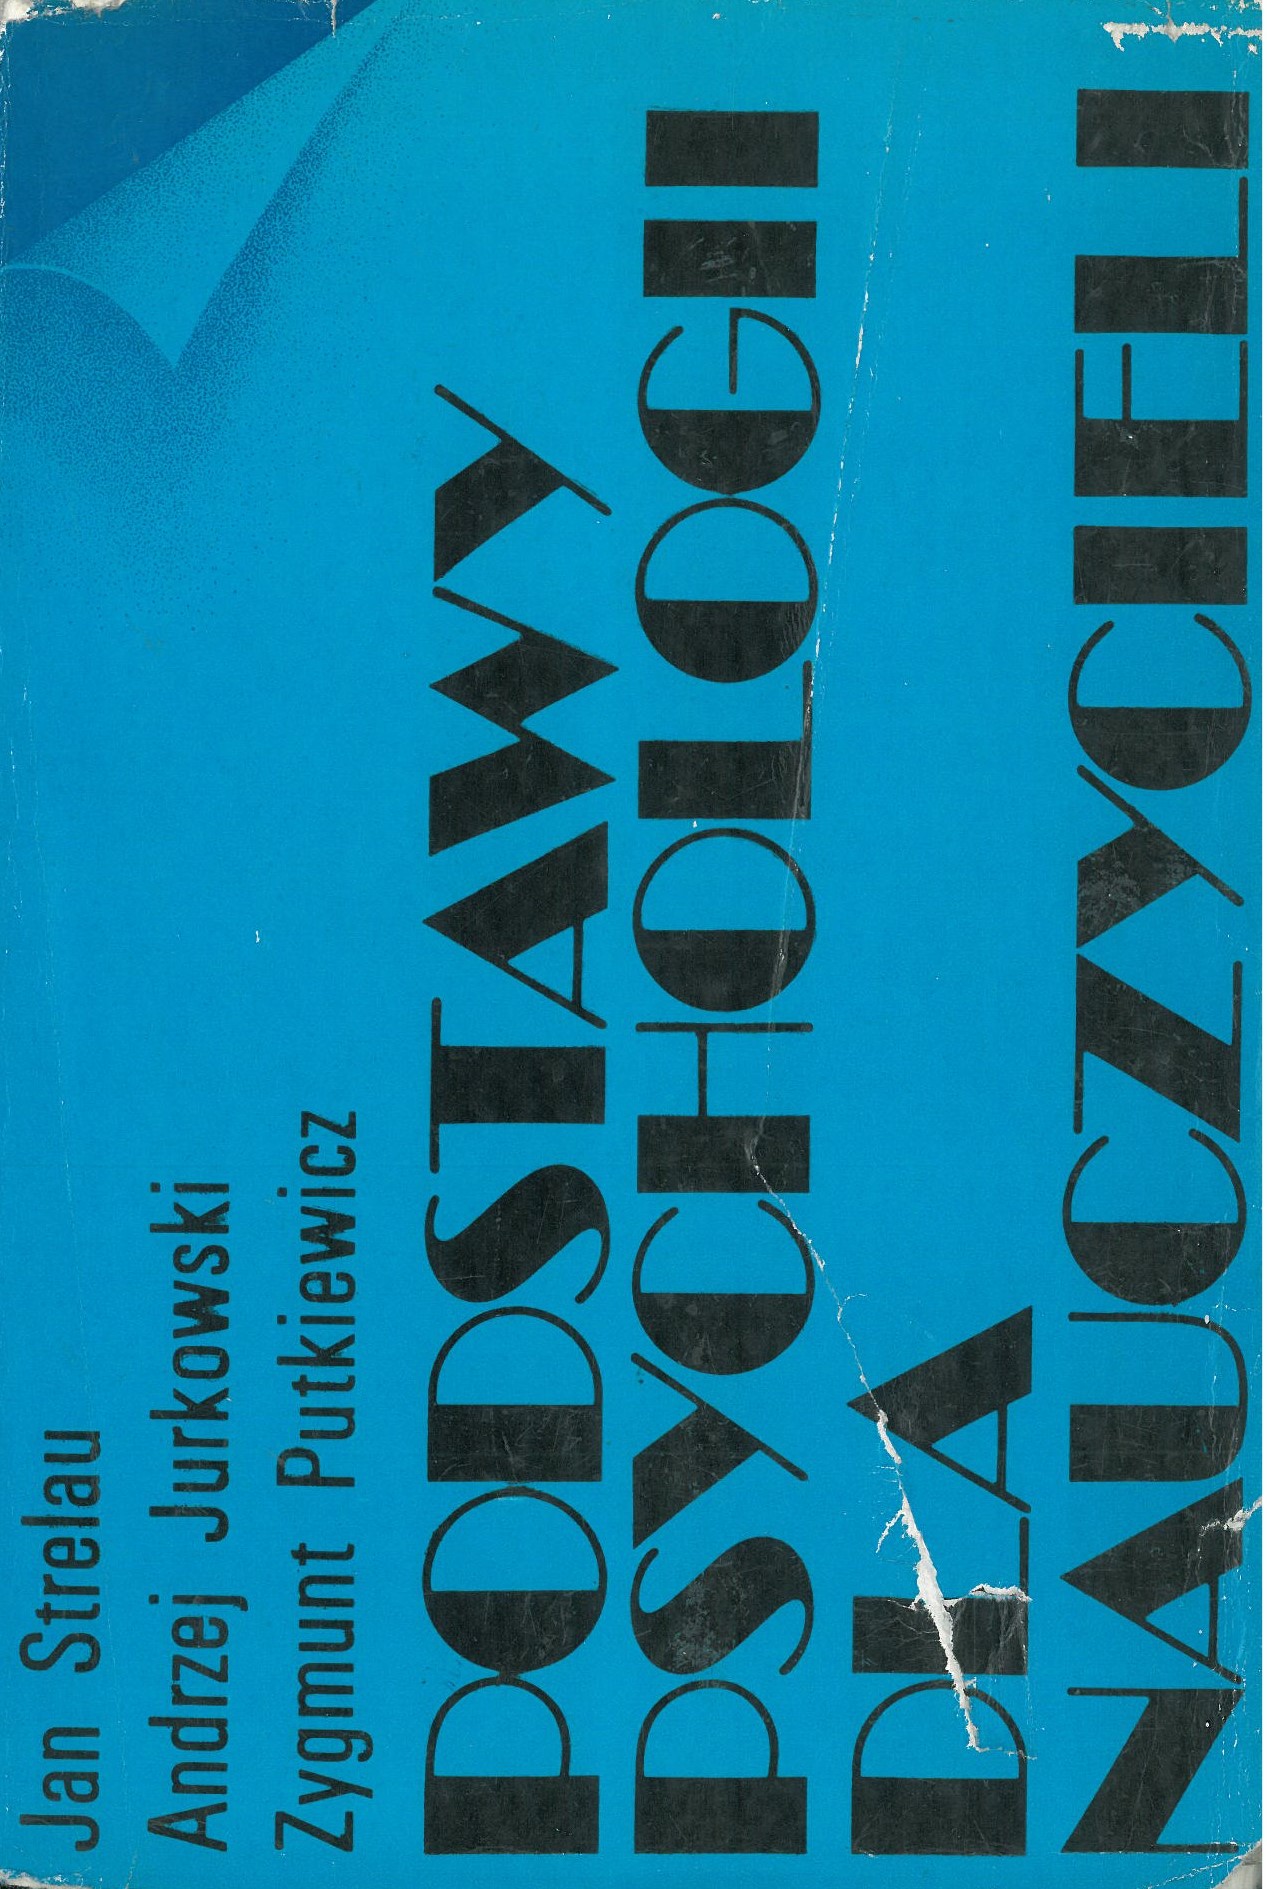 Jan Strelau
Andrzej Jurkowski
Zygmunt Putkiewicz
PODSTAWY
PSYCHOLOGII
DLA
NAUCZYCIELI